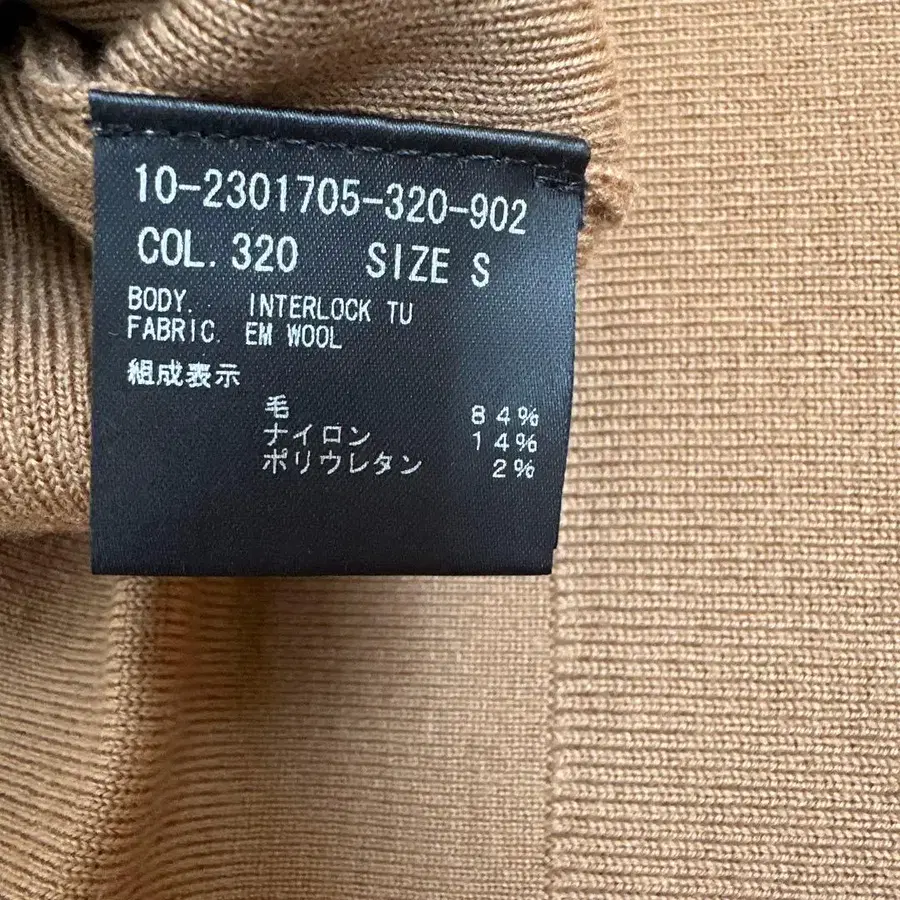 10-2301705-320-902
COL.320 SIZE S
BODY... INTERLOCK TU
FABRIC. EM WOOL
組成表示
毛 84%
ナイロン 14%
ポリウレタン 2%